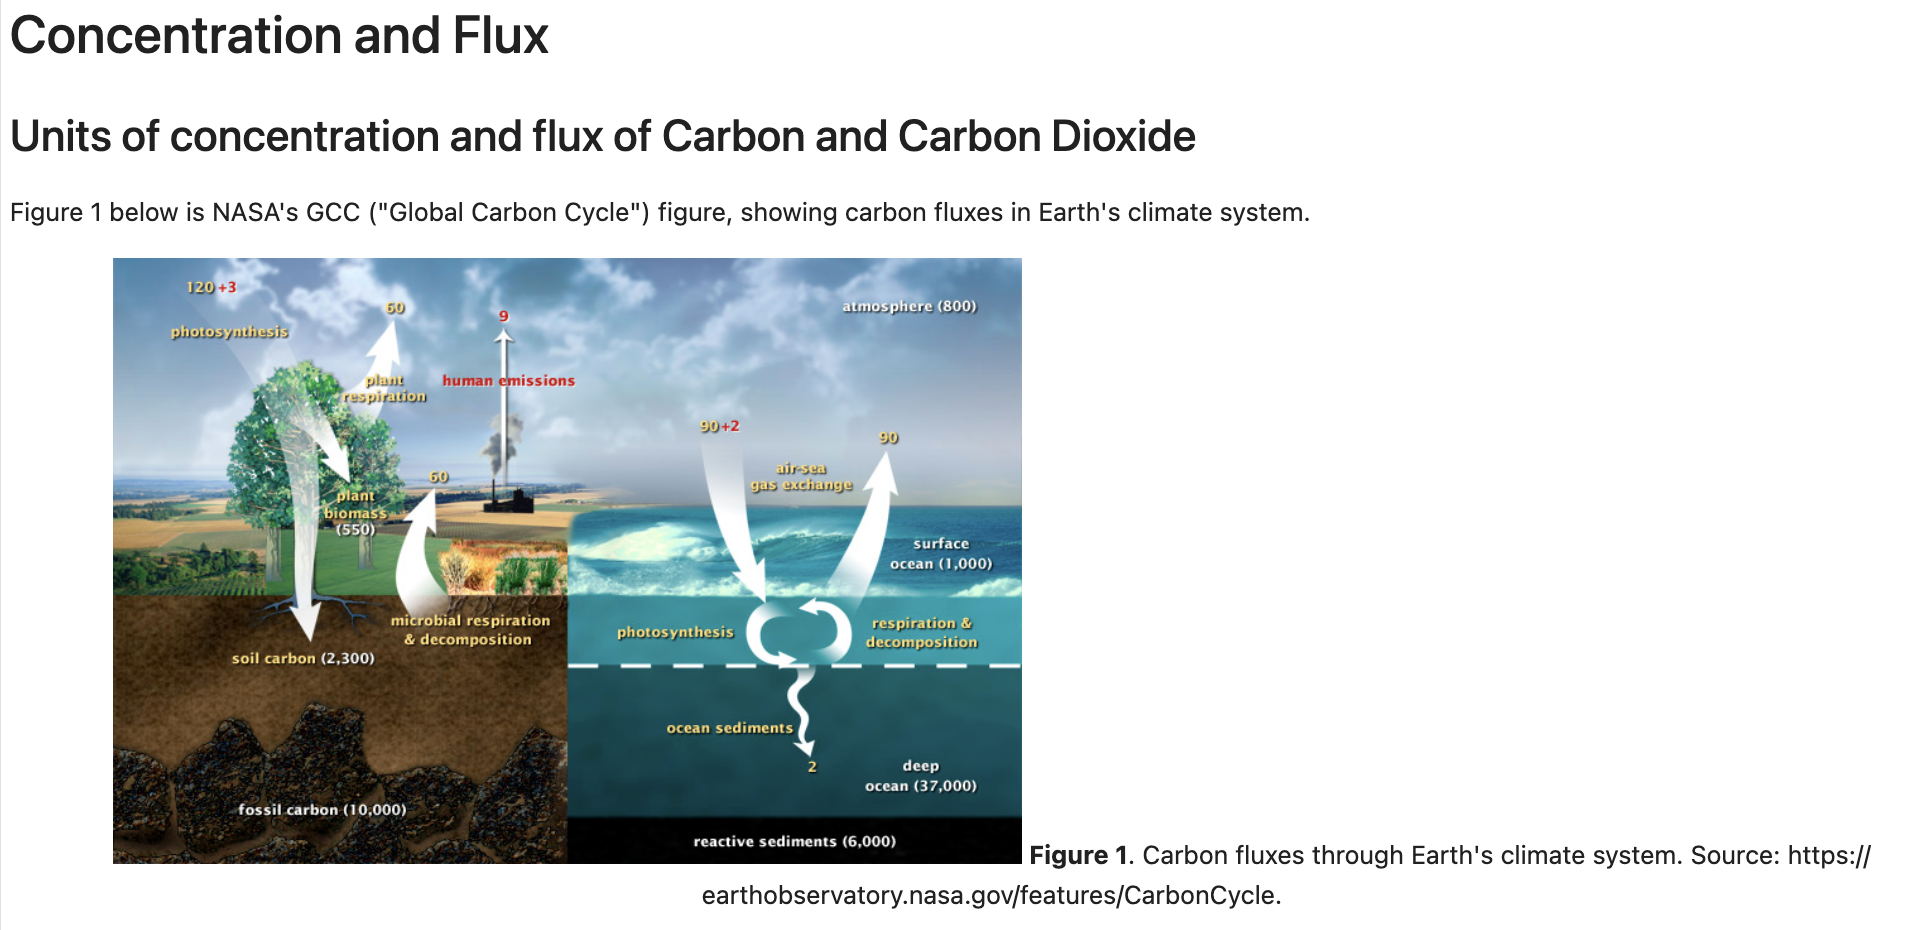 Concentration and Flux
Units of concentration and flux of Carbon and Carbon Dioxide
Figure 1 below is NASA's GCC ("Global Carbon Cycle") figure, showing carbon fluxes in Earth's climate system.
120 +3
photosynthesis
60
plant
respiration
9
human emissions
atmosphere (800)
60
plant
biomass
(550)
90 +2
90
air-sea
gas exchange
surface
ocean (1,000)
microbial respiration
& decomposition
soil carbon (2,300)
photosynthesis
respiration &
decomposition
ocean sediments
2
deep
ocean (37,000)
fossil carbon (10,000)
reactive sediments (6,000)
Figure 1. Carbon fluxes through Earth's climate system. Source: https://
earthobservatory.nasa.gov/features/CarbonCycle.